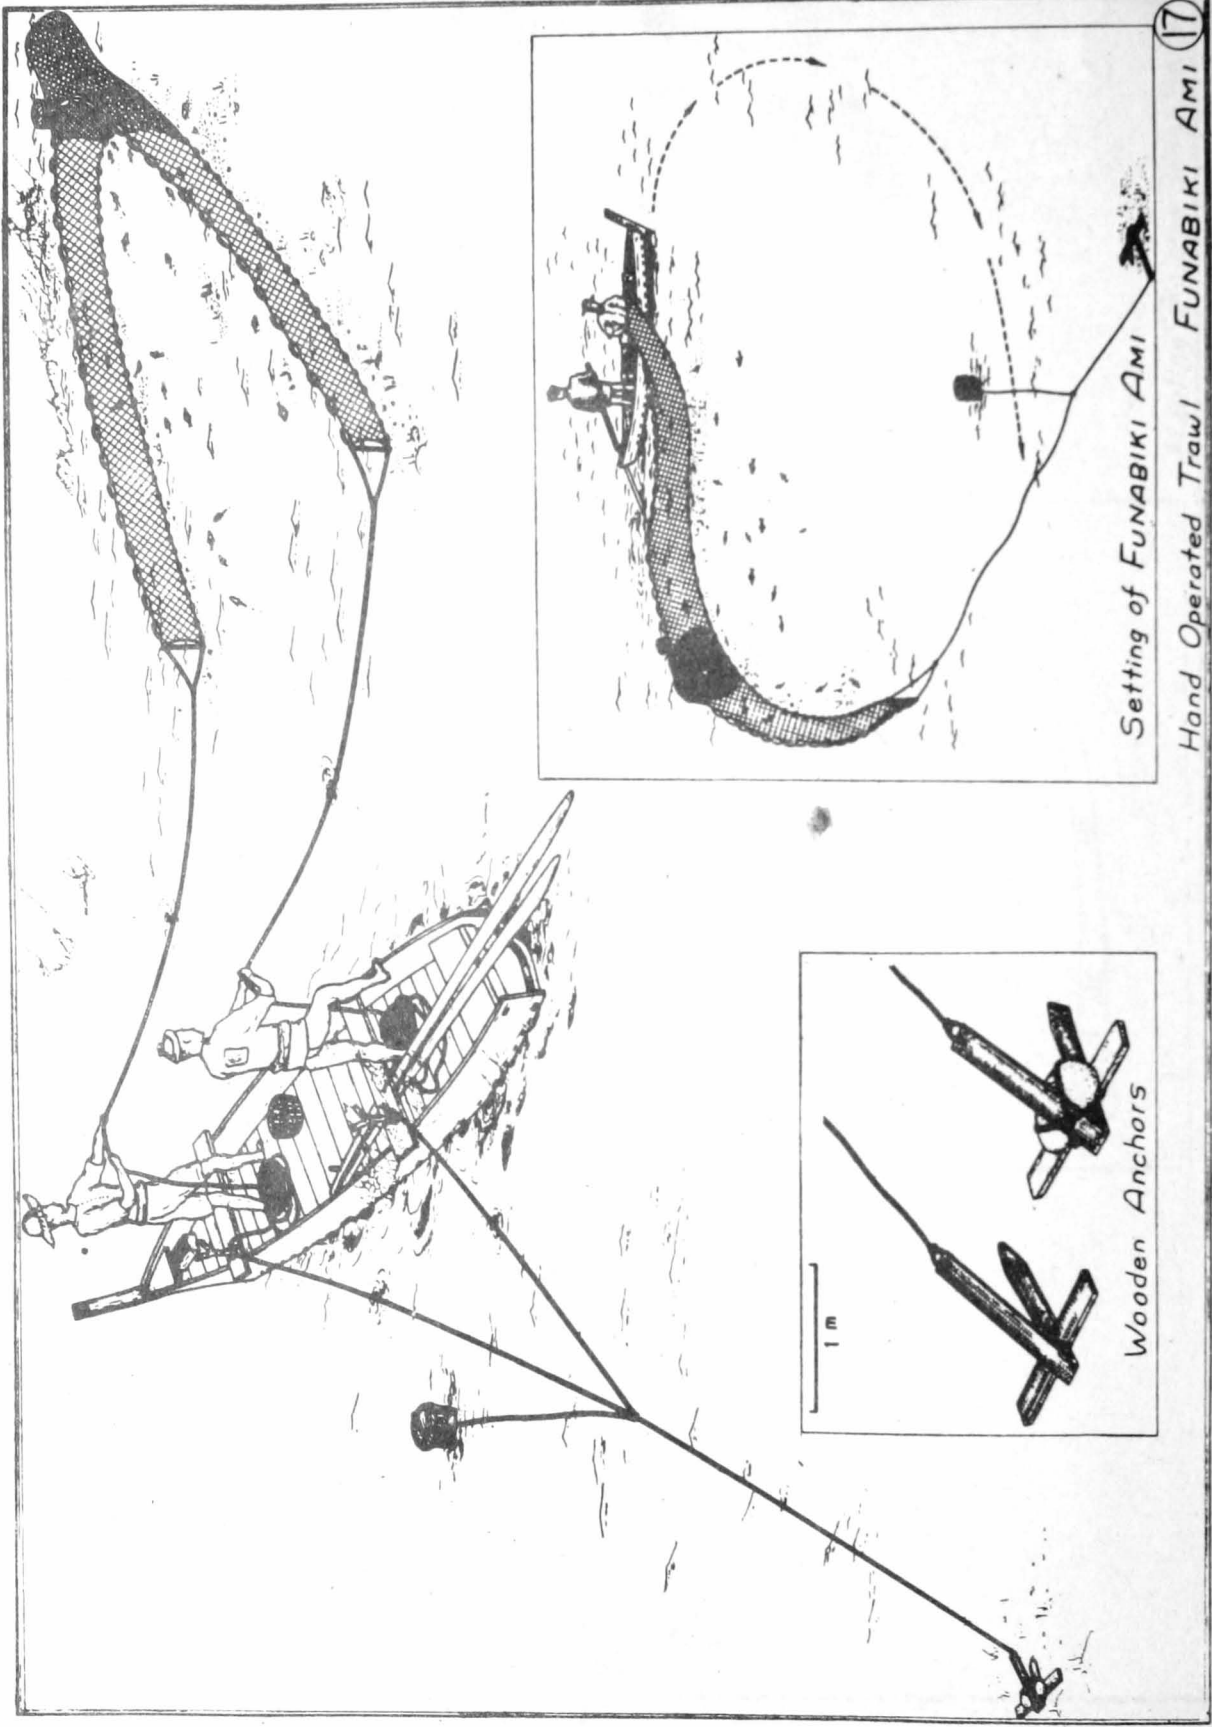 Setting of FUNABIKI AMI
1 m
Wooden Anchors
Hand Operated Trawl FUNABIKI AMI 17